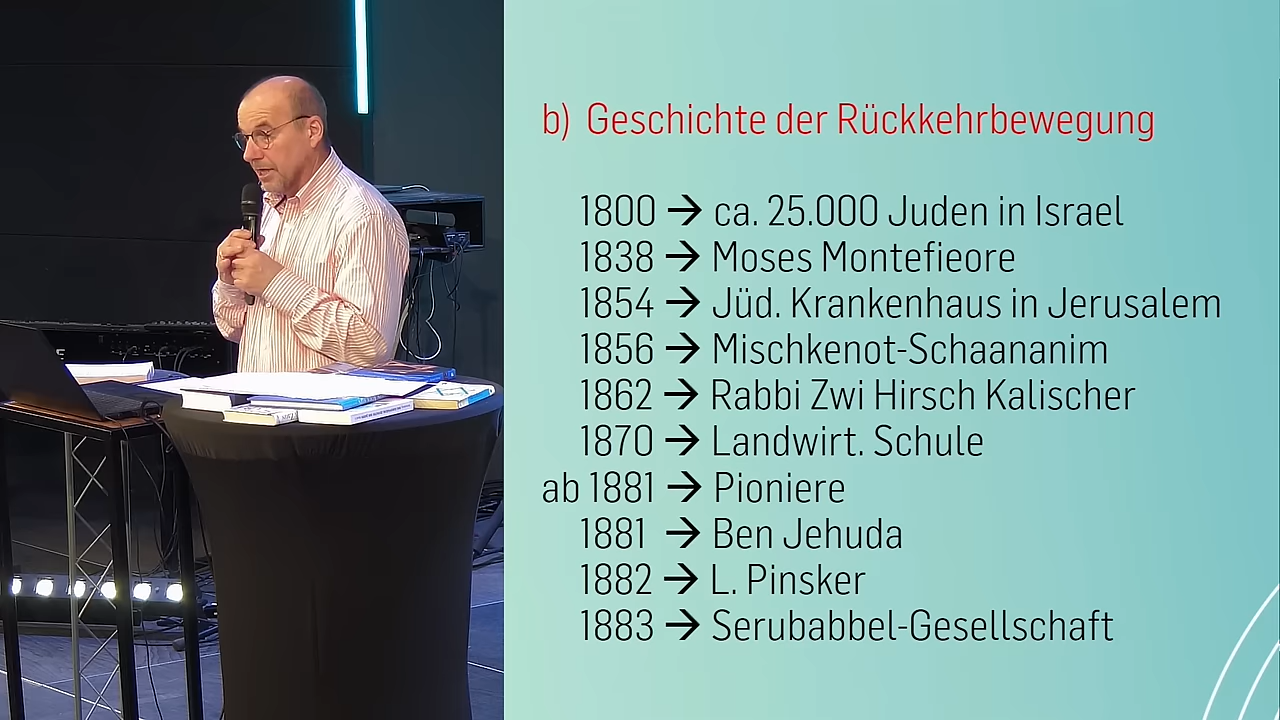 b) Geschichte der Rückkehrbewegung
1800 → ca. 25.000 Juden in Israel
1838 → Moses Montefieore
1854 → Jüd. Krankenhaus in Jerusalem
1856 → Mischkenot-Schaananim
1862 → Rabbi Zwi Hirsch Kalischer
1870 → Landwirt. Schule
ab 1881 → Pioniere
1881 → Ben Jehuda
1882 → L. Pinsker
1883 → Serubabbel-Gesellschaft